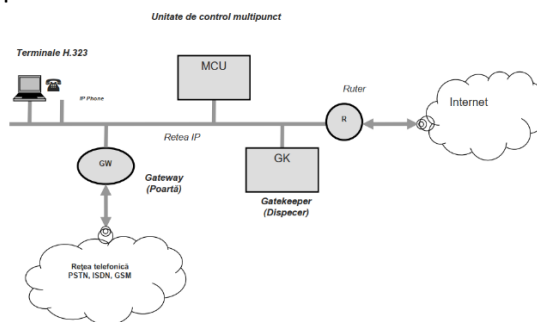 Unitate de control multipunct
Terminale H.323
MCU
IP Phone
Ruter
Internet
R
Retea IP
GW
GK
Gateway
(Poartă)
Gatekeeper
(Dispecer)
Reţea telefonică
PSTN, ISDN, GSM